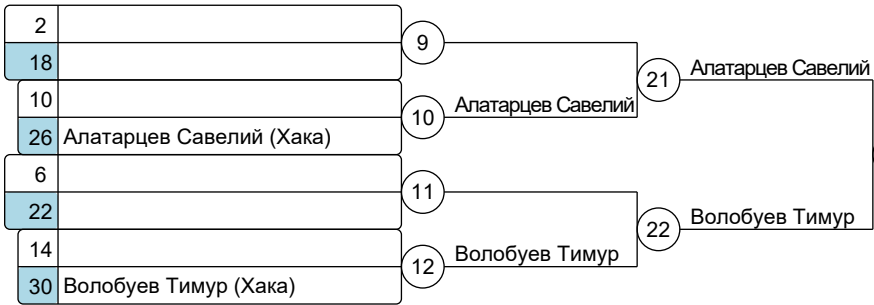 2
18
9
10
26 Алатарцев Савелий (Хака)
10 Алатарцев Савелий
21 Алатарцев Савелий
6
22
11
14
30 Волобуев Тимур (Хака)
12 Волобуев Тимур
22 Волобуев Тимур